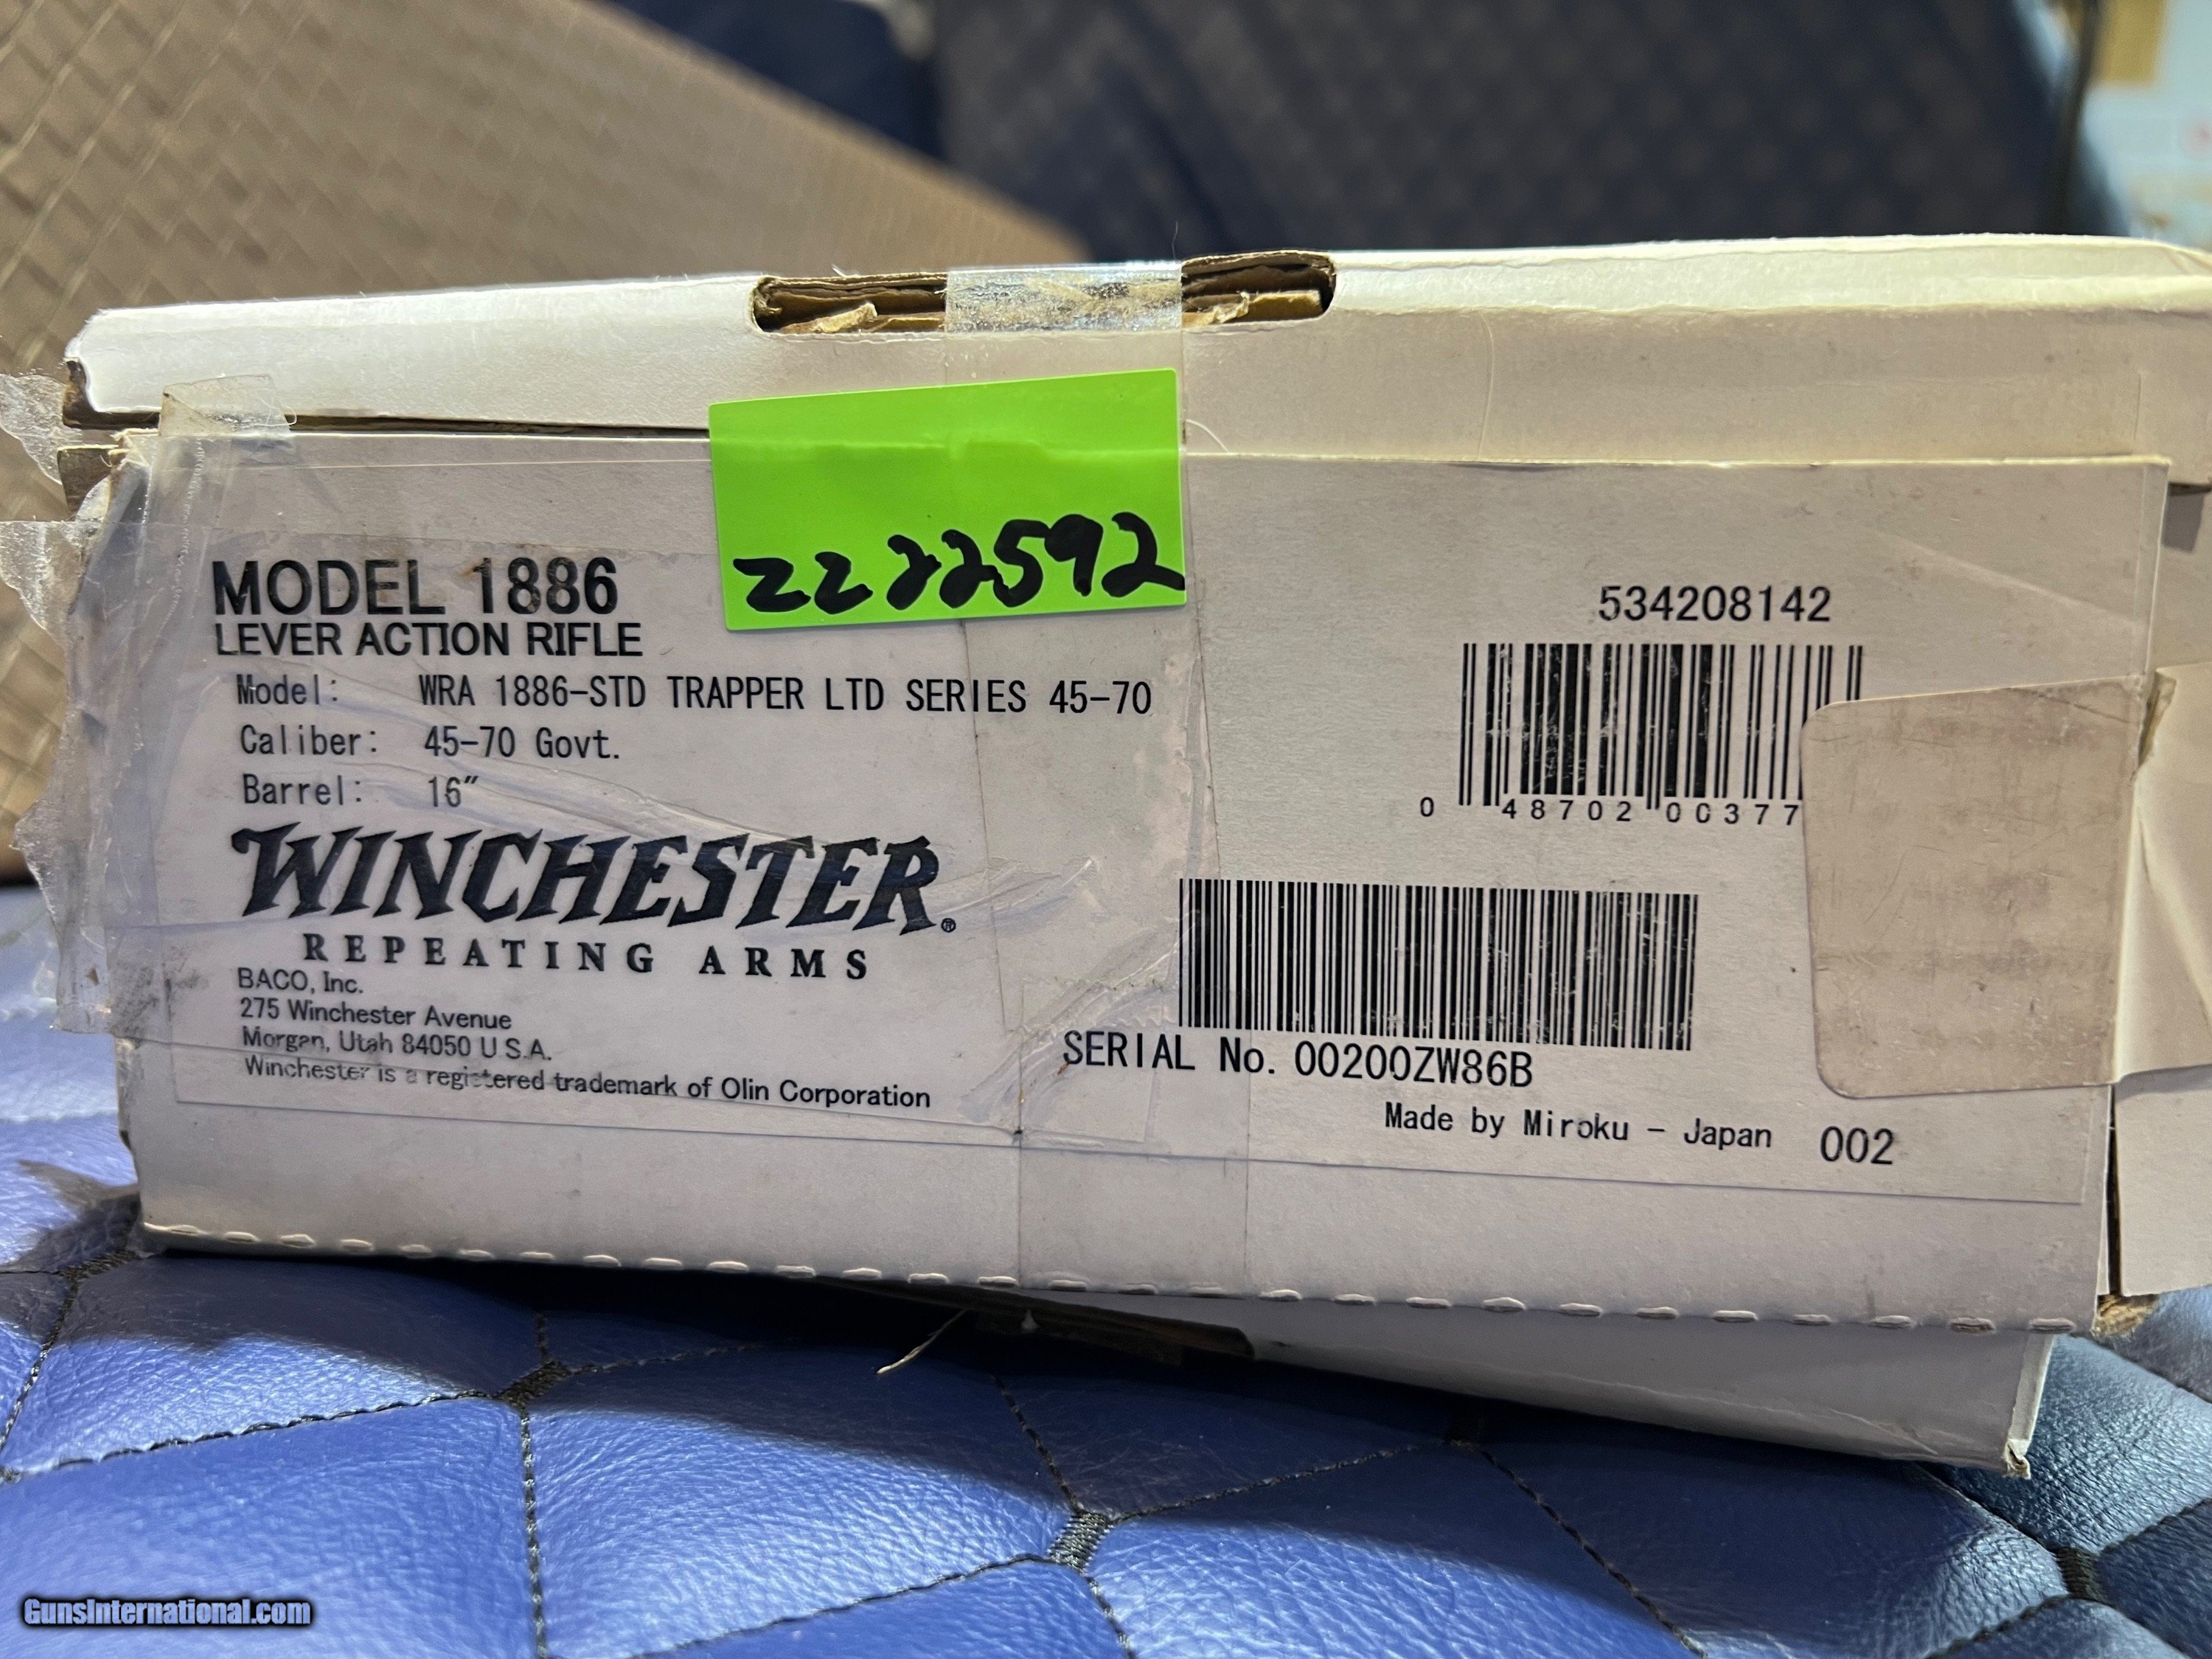 ZZ22592
MODEL 1886
LEVER ACTION RIFLE
Model: WRA 1886-STD TRAPPER LTD SERIES 45-70
Caliber: 45-70 Govt.
Barrel: 16"
WINCHESTER®
REPEATING ARMS
BACO, Inc.
275 Winchester Avenue
Morgan, Utah 84050 U.S.A.
Winchester is a registered trademark of Olin Corporation
534208142
0 48702 00377
SERIAL No. 00200ZW86B
Made by Miroku - Japan 002
GunsInternational.com